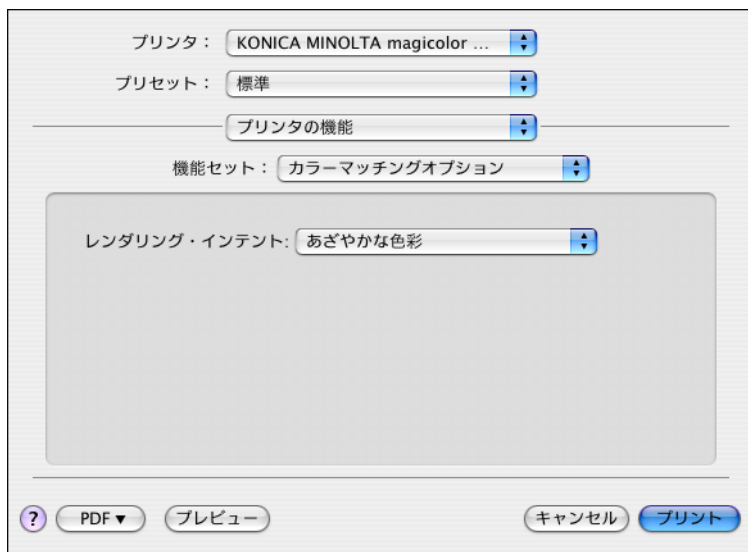 プリンタ： KONICA MINOLTA magicolor ...
プリセット： 標準
プリンタの機能
機能セット： カラーマッチングオプション
レンダリング・インテント: あざやかな色彩
? PDF▼ プレビュー キャンセル プリント